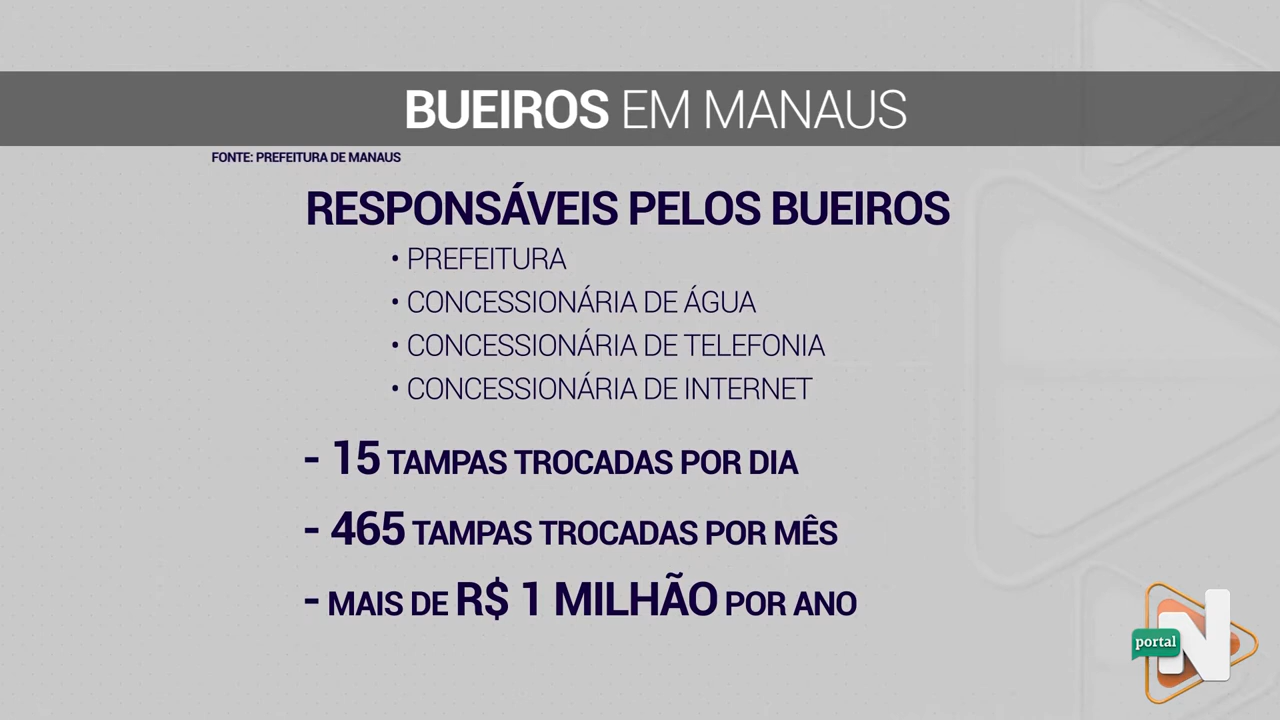 BUEIROS EM MANAUS
FONTE: PREFEITURA DE MANAUS
RESPONSÁVEIS PELOS BUEIROS
• PREFEITURA
• CONCESSIONÁRIA DE ÁGUA
• CONCESSIONÁRIA DE TELEFONIA
• CONCESSIONÁRIA DE INTERNET
- 15 TAMPAS TROCADAS POR DIA
- 465 TAMPAS TROCADAS POR MÊS
- MAIS DE R$ 1 MILHÃO POR ANO
portal N